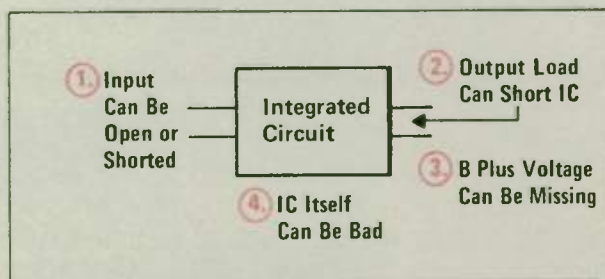 1. Input
Can Be
Open or
Shorted
Integrated
Circuit
2. Output Load
Can Short IC
3. B Plus Voltage
Can Be Missing
4. IC Itself
Can Be Bad